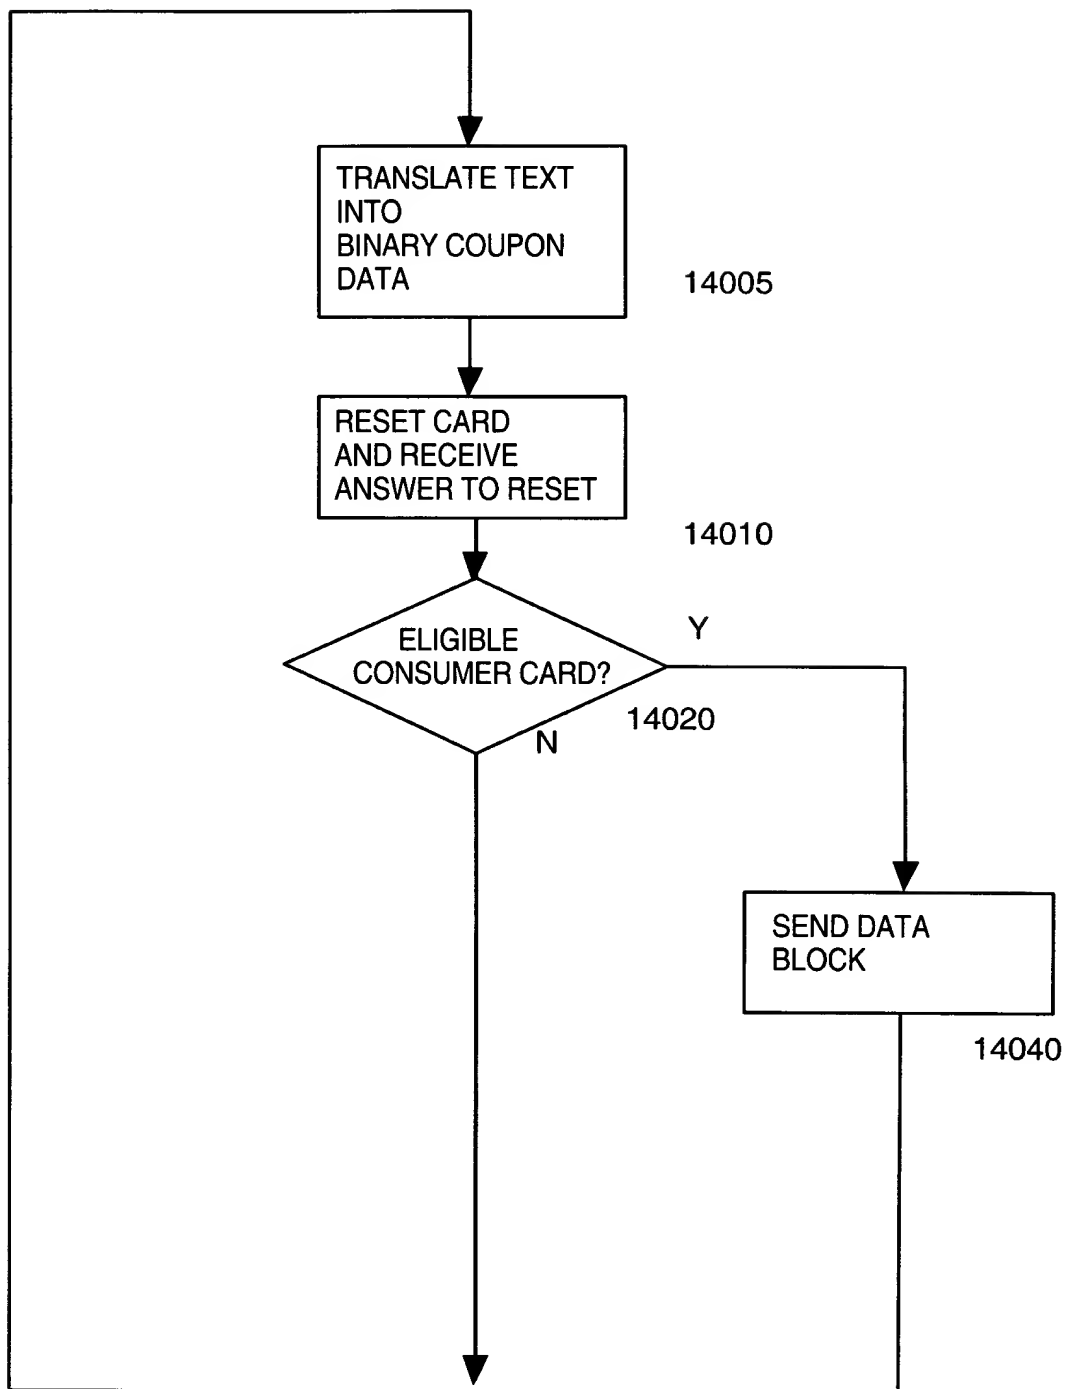 TRANSLATE TEXT
INTO
BINARY COUPON
DATA
14005
RESET CARD
AND RECEIVE
ANSWER TO RESET
14010
ELIGIBLE
CONSUMER CARD?
Y
14020
N
SEND DATA
BLOCK
14040